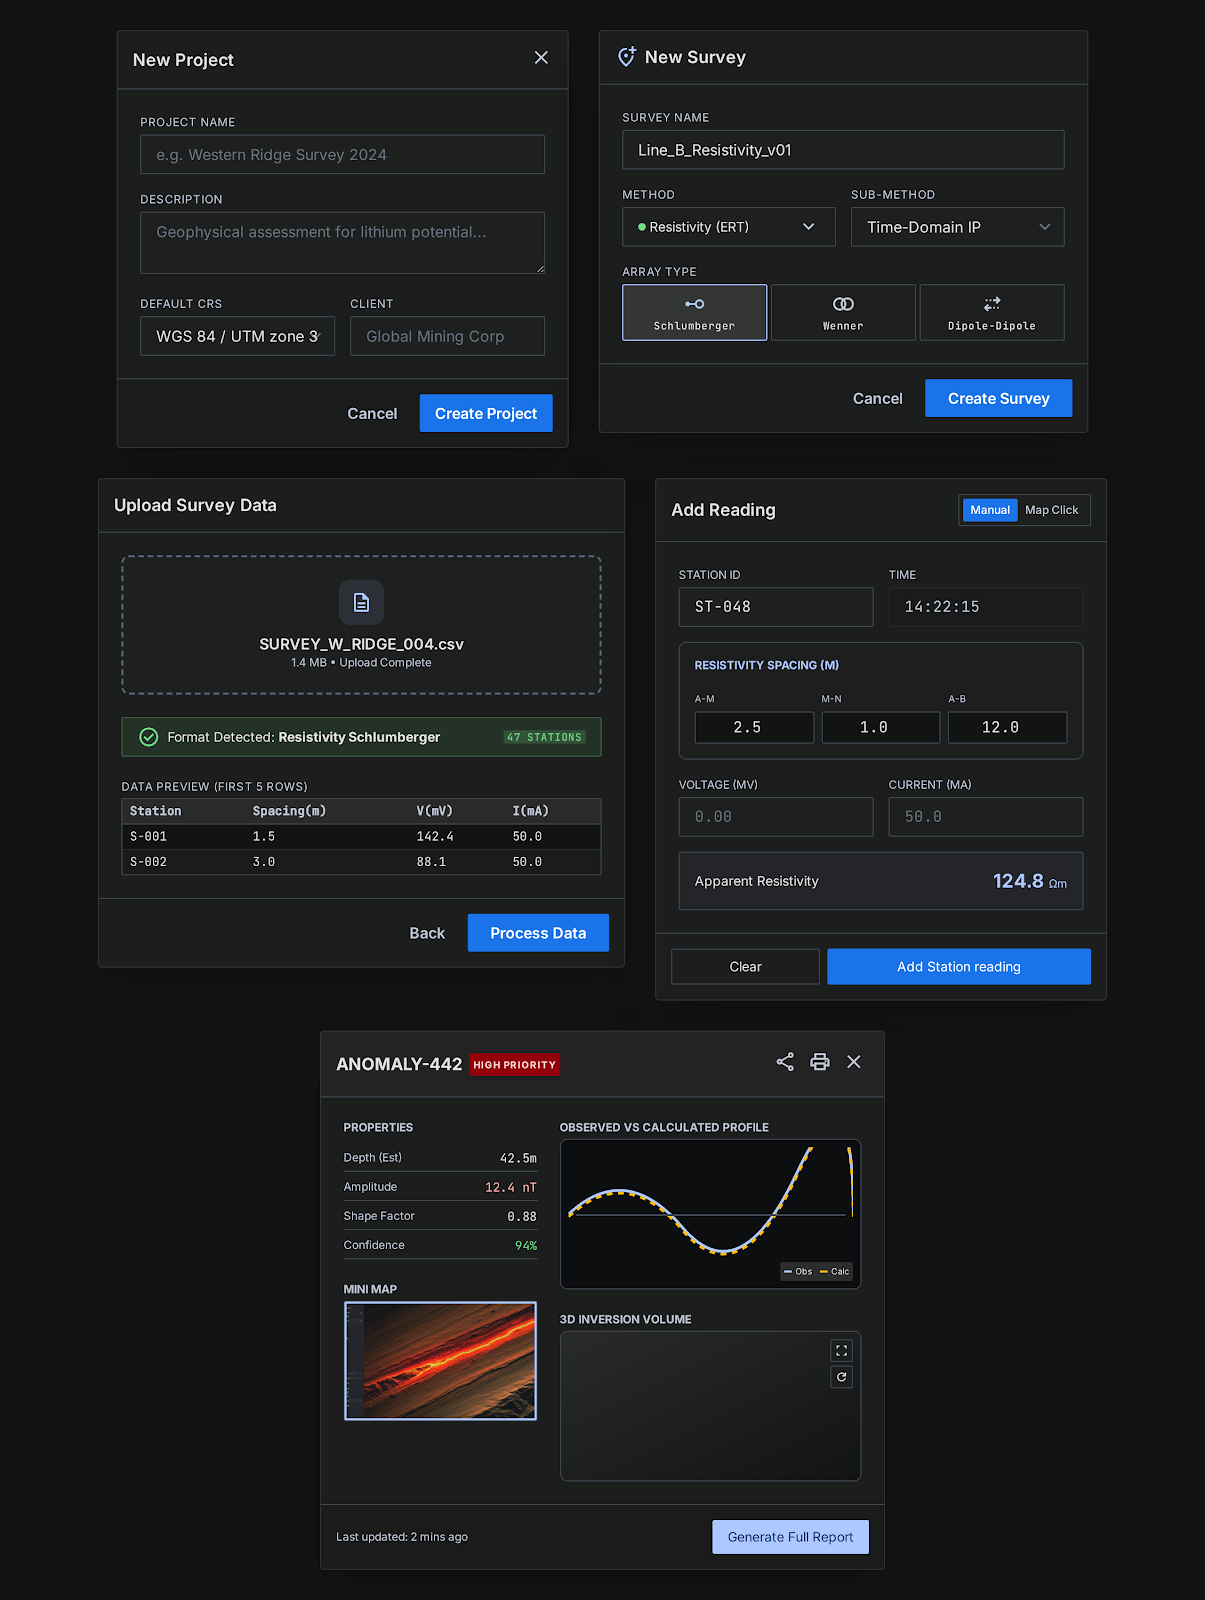 New Project
PROJECT NAME
e.g. Western Ridge Survey 2024
DESCRIPTION
Geophysical assessment for lithium potential...
DEFAULT CRS
CLIENT
WGS 84 / UTM zone 3
Global Mining Corp
Cancel
Create Project
New Survey
SURVEY NAME
Line_B_Resistivity_v01
METHOD
SUB-METHOD
Resistivity (ERT)
Time-Domain IP
ARRAY TYPE
Schlumberger
Wenner
Dipole-Dipole
Cancel
Create Survey
Upload Survey Data
SURVEY_W_RIDGE_004.csv
1.4 MB • Upload Complete
Format Detected: Resistivity Schlumberger
47 STATIONS
DATA PREVIEW (FIRST 5 ROWS)
Station Spacing(m) V(mV) I(mA)
S-001 1.5 142.4 50.0
S-002 3.0 88.1 50.0
Back
Process Data
Add Reading
Manual
Map Click
STATION ID
TIME
ST-048
14:22:15
RESISTIVITY SPACING (M)
A-M
M-N
A-B
2.5
1.0
12.0
VOLTAGE (MV)
CURRENT (MA)
0.00
50.0
Apparent Resistivity
124.8 Ωm
Clear
Add Station reading
ANOMALY-442
HIGH PRIORITY
PROPERTIES
Depth (Est) 42.5m
Amplitude 12.4 nT
Shape Factor 0.88
Confidence 94%
MINI MAP
OBSERVED VS CALCULATED PROFILE
Obs
Calc
3D INVERSION VOLUME
Last updated: 2 mins ago
Generate Full Report